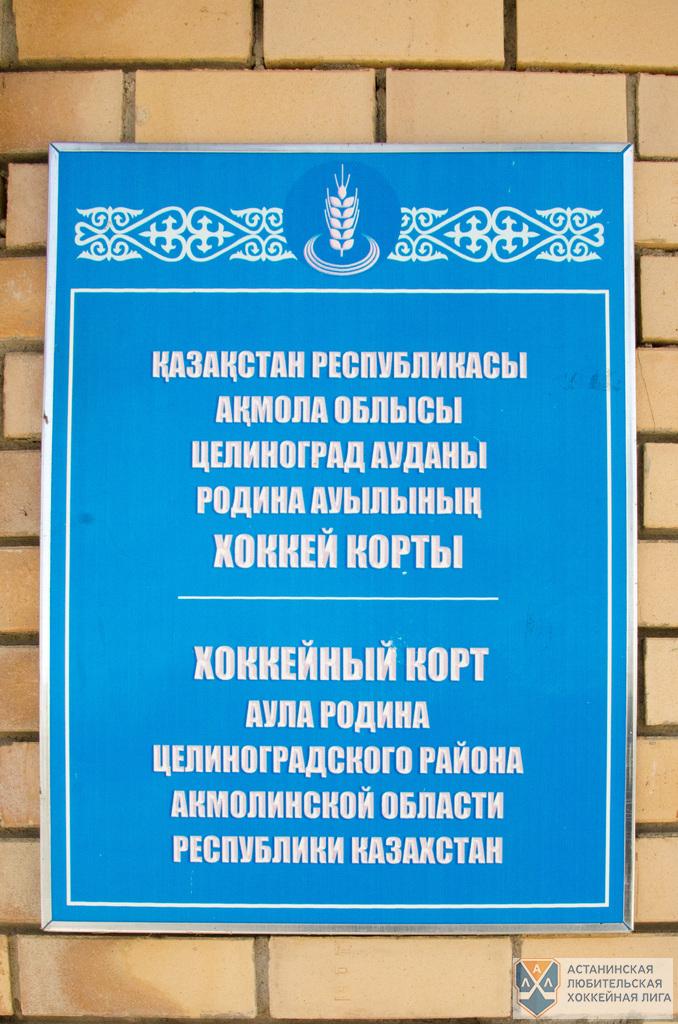 ҚАЗАҚСТАН РЕСПУБЛИКАСЫ
АҚМОЛА ОБЛЫСЫ
ЦЕЛИНОГРАД АУДАНЫ
РОДИНА АУЫЛЫНЫҢ
ХОККЕЙ КОРТЫ
ХОККЕЙНЫЙ КОРТ
АУЛА РОДИНА
ЦЕЛИНОГРАДСКОГО РАЙОНА
АКМОЛИНСКОЙ ОБЛАСТИ
РЕСПУБЛИКИ КАЗАХСТАН
АЛЛ
АСТАНИНСКАЯ
ЛЮБИТЕЛЬСКАЯ
ХОККЕЙНАЯ ЛИГА